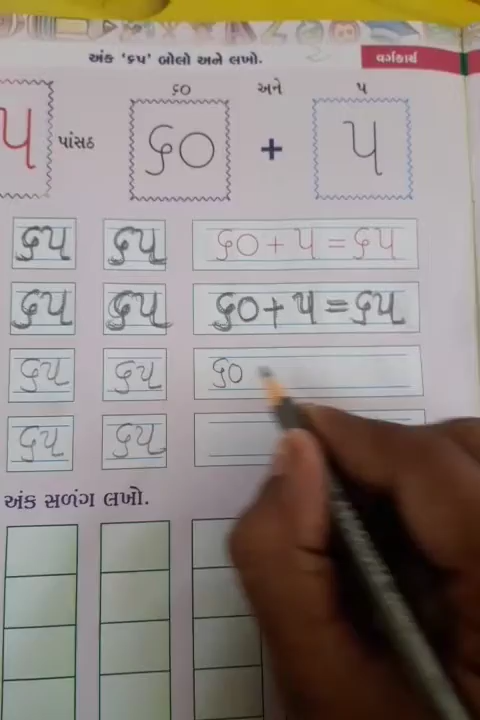 અંક ‘૬૫’ બોલો અને લખો. વર્ગકાર્ય
૬૦ અને ૫
૫ પાંસઠ ૬૦ + ૫
૬૫ ૬૫ ૬૦ + ૫ = ૬૫
૬૫ ૬૫ ૬૦ + ૫ = ૬૫
૬૫ ૬૫ ૬૦
૬૫ ૬૫
અંક સળંગ લખો.